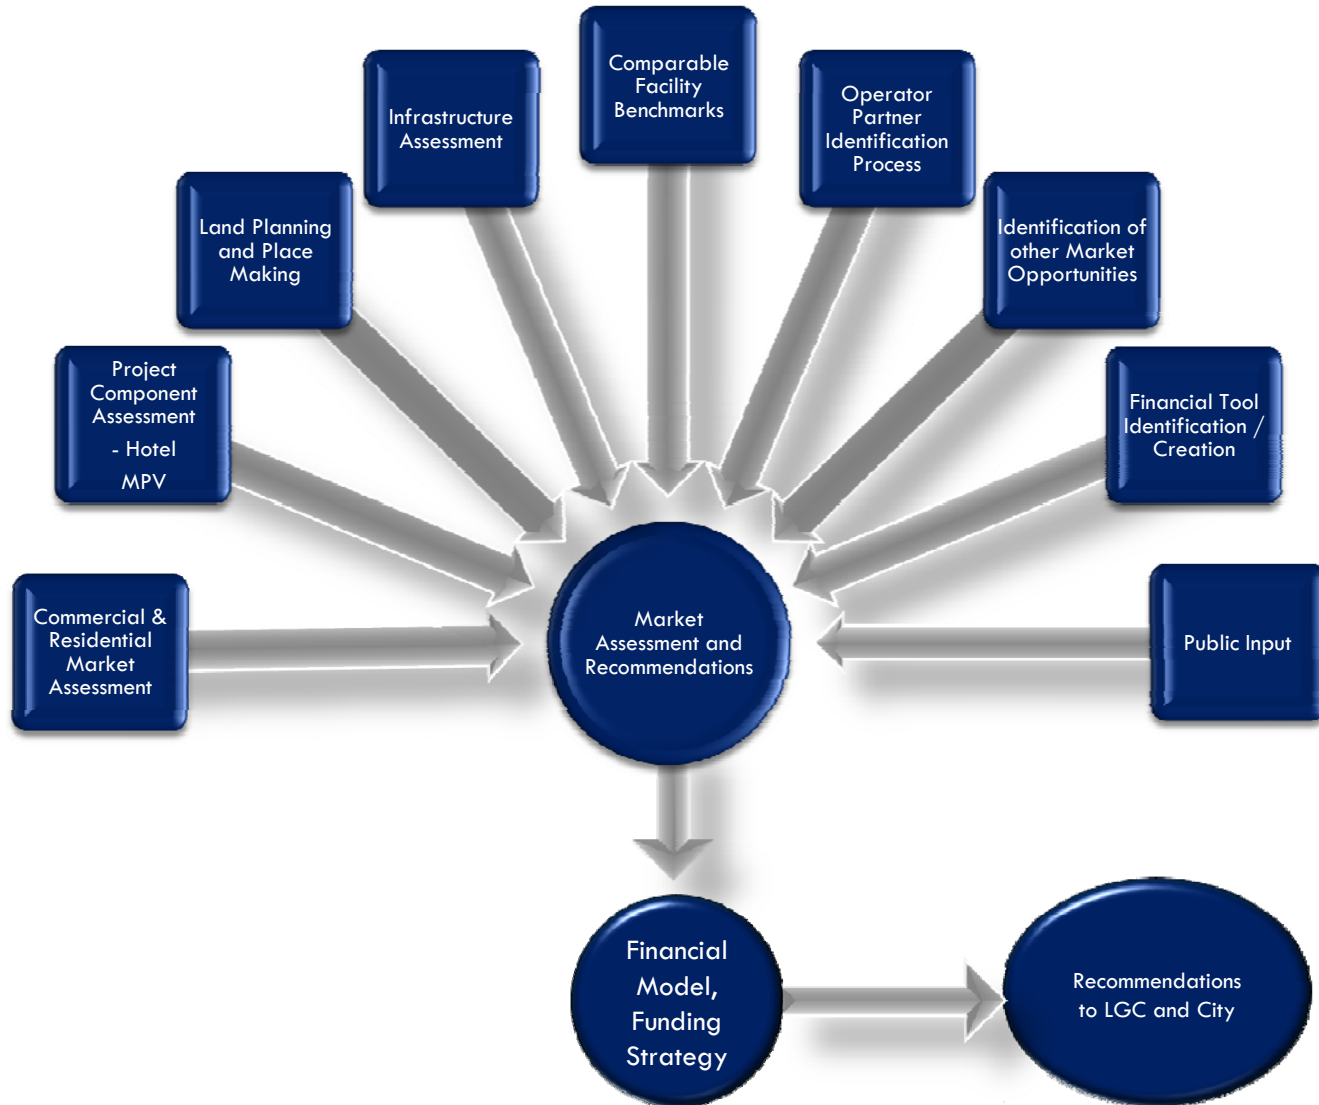 Comparable
Facility
Benchmarks
Infrastructure
Assessment
Operator
Partner
Identification
Process
Land Planning
and Place
Making
Identification of
other Market
Opportunities
Project
Component
Assessment
- Hotel
MPV
Financial Tool
Identification /
Creation
Commercial &
Residential
Market
Assessment
Market
Assessment and
Recommendations
Public Input
Financial
Model,
Funding
Strategy
Recommendations
to LGC and City